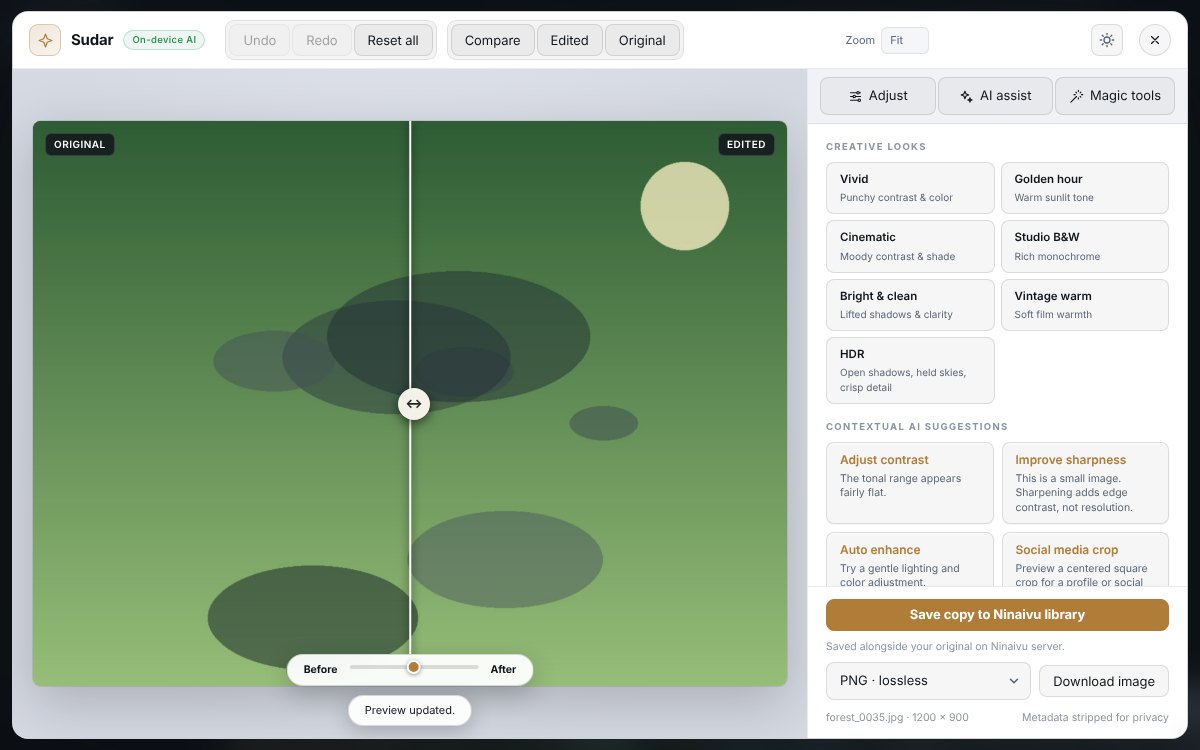 Sudar
On-device AI
Undo
Redo
Reset all
Compare
Edited
Original
Zoom
Fit
ORIGINAL
EDITED
Before
After
Preview updated.
Adjust
AI assist
Magic tools
CREATIVE LOOKS
Vivid
Punchy contrast & color
Golden hour
Warm sunlit tone
Cinematic
Moody contrast & shade
Studio B&W
Rich monochrome
Bright & clean
Lifted shadows & clarity
Vintage warm
Soft film warmth
HDR
Open shadows, held skies,
crisp detail
CONTEXTUAL AI SUGGESTIONS
Adjust contrast
The tonal range appears
fairly flat.
Improve sharpness
This is a small image.
Sharpening adds edge
contrast, not resolution.
Auto enhance
Try a gentle lighting and
color adjustment.
Social media crop
Preview a centered square
crop for a profile or social
Save copy to Ninaivu library
Saved alongside your original on Ninaivu server.
PNG · lossless
Download image
forest_0035.jpg · 1200 × 900
Metadata stripped for privacy